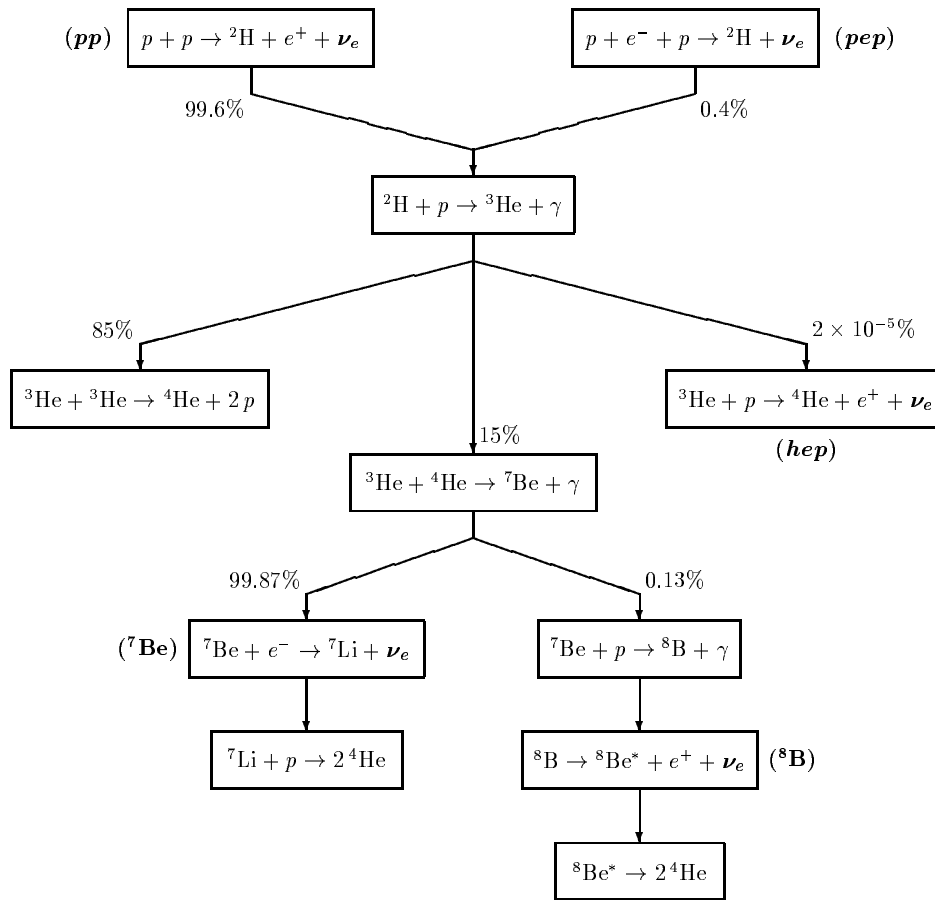 (pp) p + p → ²H + e⁺ + νₑ
p + e⁻ + p → ²H + νₑ (pep)
99.6%
0.4%
²H + p → ³He + γ
85%
2 × 10⁻⁵%
³He + ³He → ⁴He + 2 p
³He + p → ⁴He + e⁺ + νₑ
(hep)
15%
³He + ⁴He → ⁷Be + γ
99.87%
0.13%
(⁷Be) ⁷Be + e⁻ → ⁷Li + νₑ
⁷Be + p → ⁸B + γ
⁷Li + p → 2 ⁴He
⁸B → ⁸Be* + e⁺ + νₑ (⁸B)
⁸Be* → 2 ⁴He